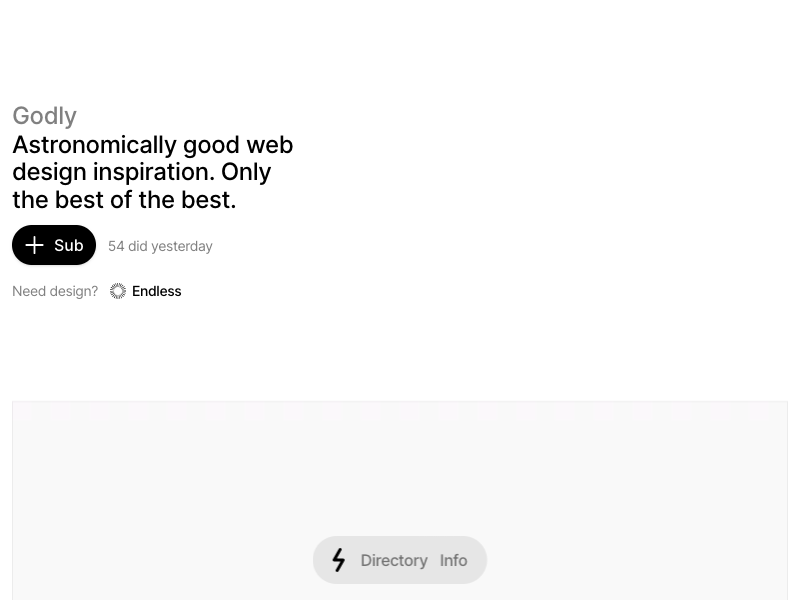 Godly
Astronomically good web
design inspiration. Only
the best of the best.
Sub
54 did yesterday
Need design?
Endless
Directory
Info